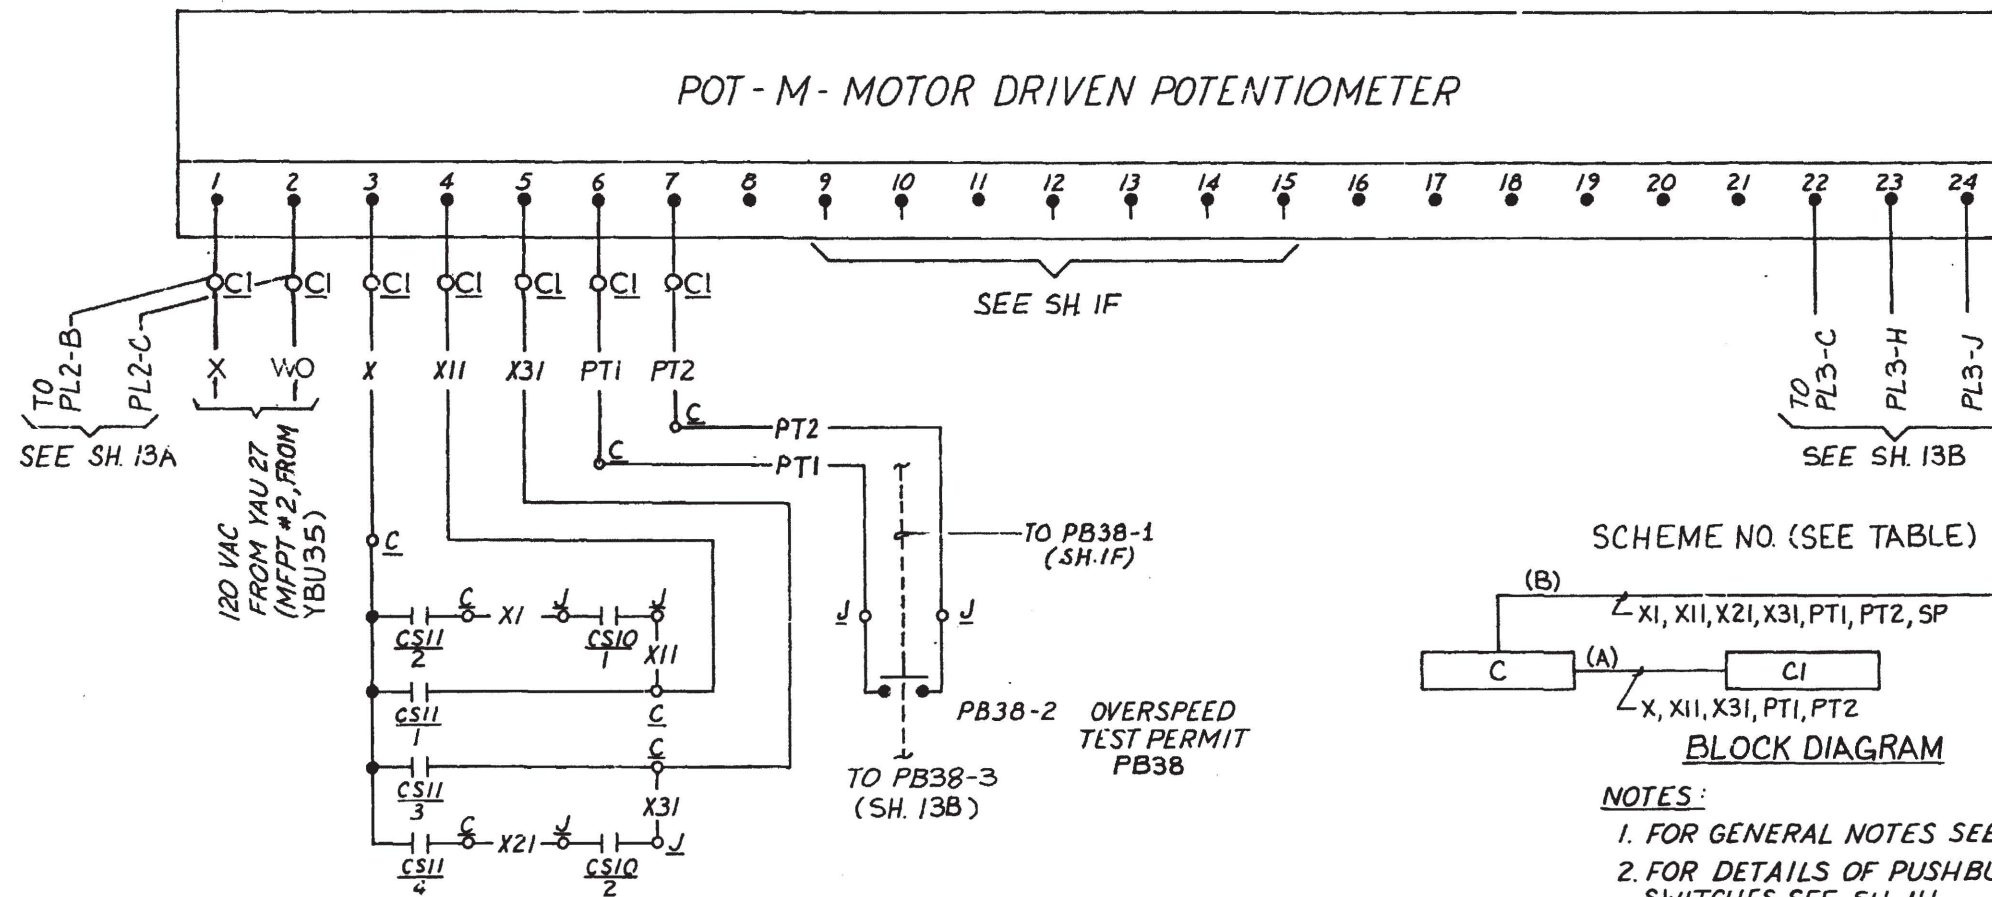 POT - M - MOTOR DRIVEN POTENTIOMETER
1 2 3 4 5 6 7 8 9 10 11 12 13 14 15 16 17 18 19 20 21 22 23 24
C1 C1 C1 C1 C1 C1 C1
SEE SH. 1F
TO PL2-B
PL2-C
SEE SH. 13A
X WO X X11 X31 PT1 PT2
120 VAC
FROM YAU 27
(MFPT #2, FROM
YBU35)
C PT2
C PT1
TO PB38-1
(SH.1F)
C
C X1 J J
CS11
2
CS10
1
X11
CS11
1
C
C
CS11
3
X31
C X21 J J
CS11
4
CS10
2
J J
PB38-2 OVERSPEED
TEST PERMIT
PB38
TO PB38-3
(SH. 13B)
TO
PL3-C
PL3-H
PL3-J
SEE SH. 13B
SCHEME NO. (SEE TABLE)
(B)
X1, X11, X21, X31, PT1, PT2, SP
C (A) C1
X, X11, X31, PT1, PT2
BLOCK DIAGRAM
NOTES:
1. FOR GENERAL NOTES SEE
2. FOR DETAILS OF PUSHBU
SWITCHES SEE SH.